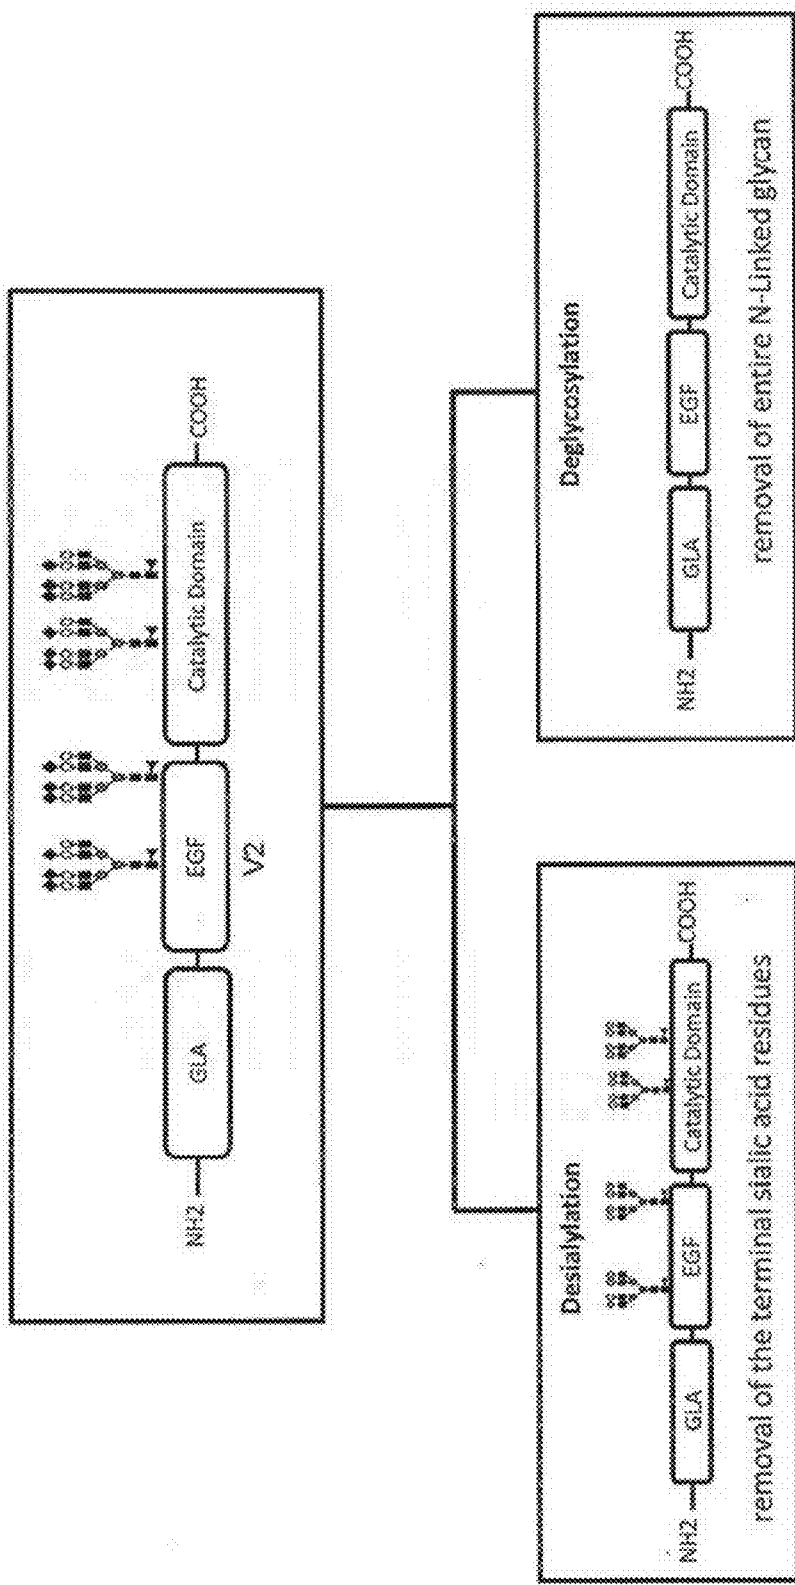 NH2
GLA
EGF
Catalytic Domain
COOH
V2
Desialylation
NH2
GLA
EGF
Catalytic Domain
COOH
removal of the terminal sialic acid residues
Deglycosylation
NH2
GLA
EGF
Catalytic Domain
COOH
removal of entire N-Linked glycan